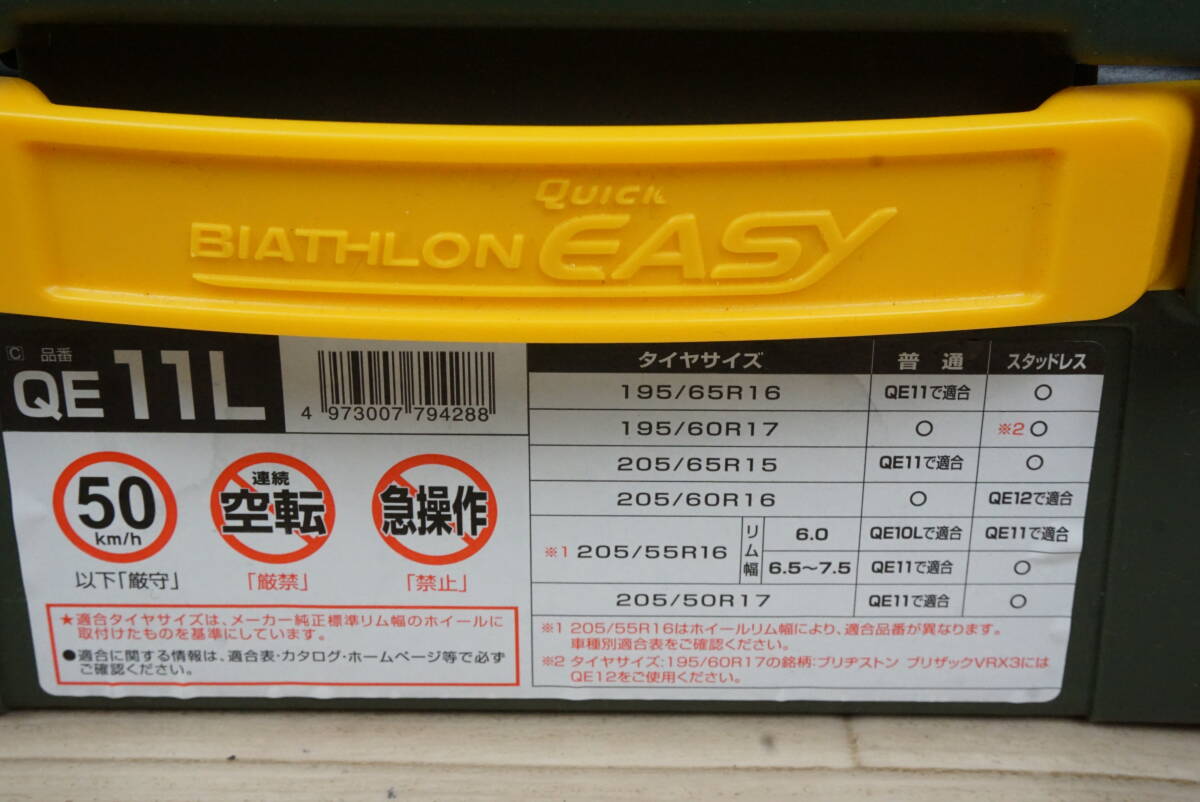 QUICK
BIATHLON EASY
C 品番
QE 11L
4 973007 794288
50
km/h
以下「厳守」
連続
空転
「厳禁」
急操作
「禁止」
★適合タイヤサイズは、メーカー純正標準リム幅のホイールに
取付けたものを基準にしています。
●適合に関する情報は、適合表・カタログ・ホームページ等で必ず
ご確認ください。
タイヤサイズ 普通 スタッドレス
195/65R16 QE11で適合 ○
195/60R17 ○ ※2 ○
205/65R15 QE11で適合 ○
205/60R16 ○ QE12で適合
※1 205/55R16 リム幅 6.0 QE10Lで適合 QE11で適合
6.5〜7.5 QE11で適合 ○
205/50R17 QE11で適合 ○
※1 205/55R16はホイールリム幅により、適合品番が異なります。
車種別適合表をご確認ください。
※2 タイヤサイズ:195/60R17の銘柄:ブリヂストン ブリザックVRX3には
QE12をご使用ください。